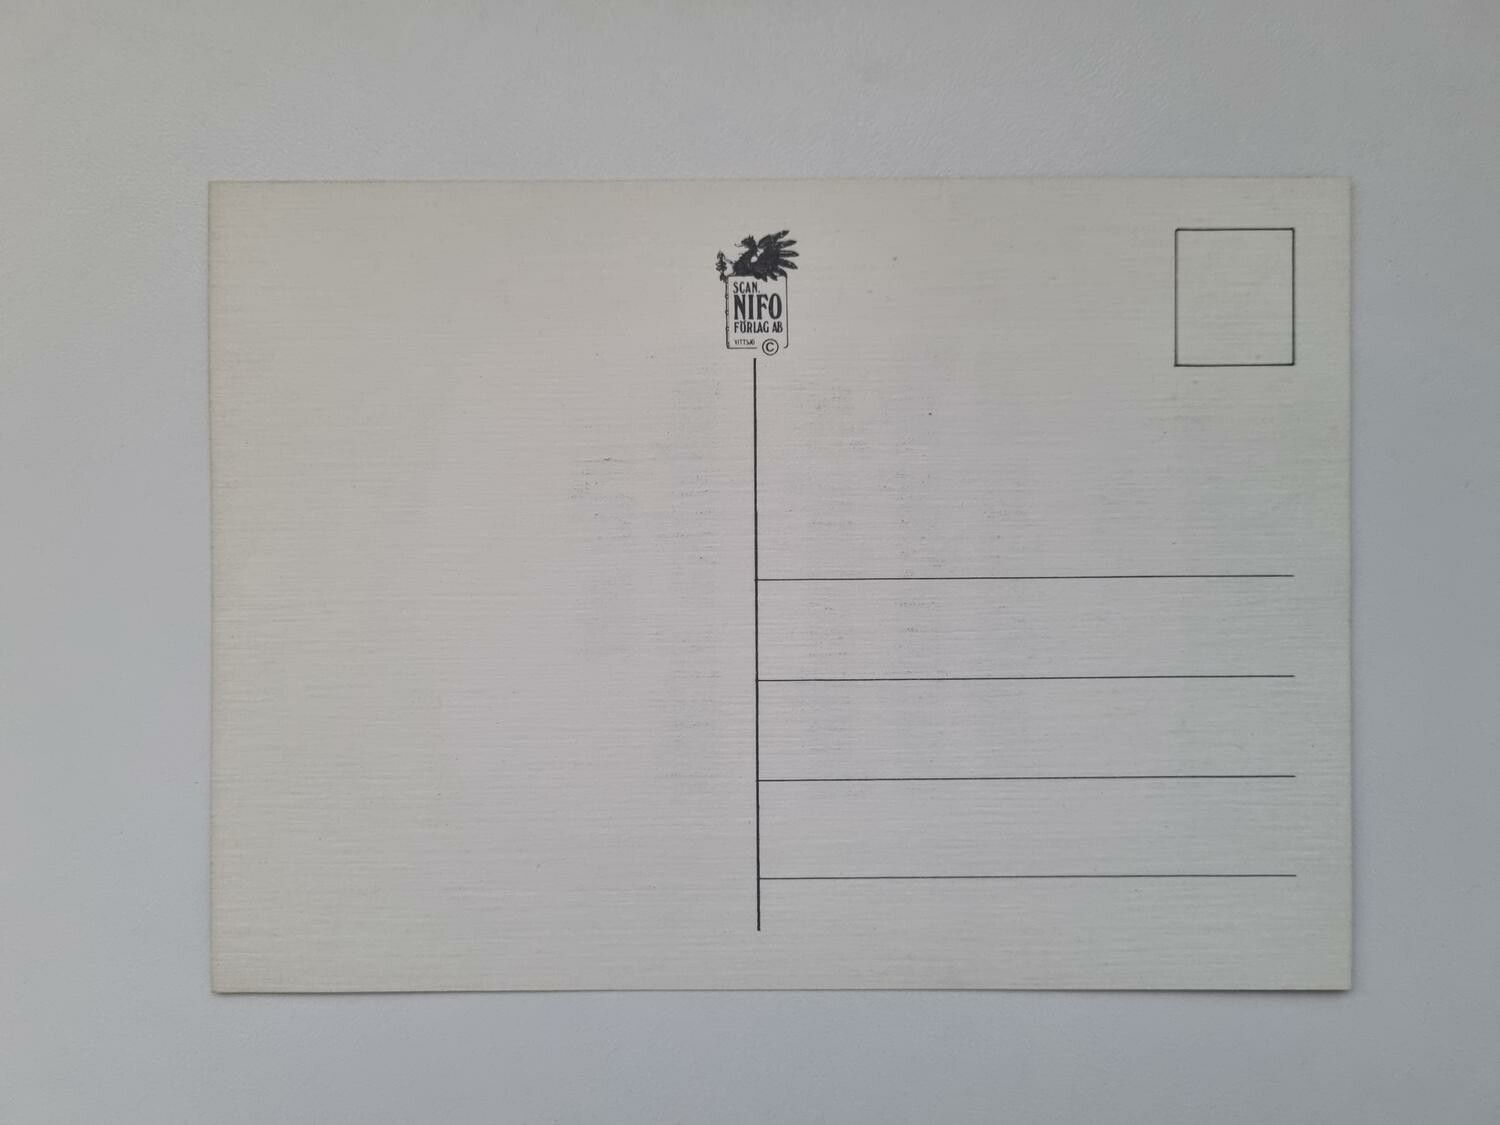 SCAN.
NIFO
FÖRLAG AB
VITTSJÖ ©